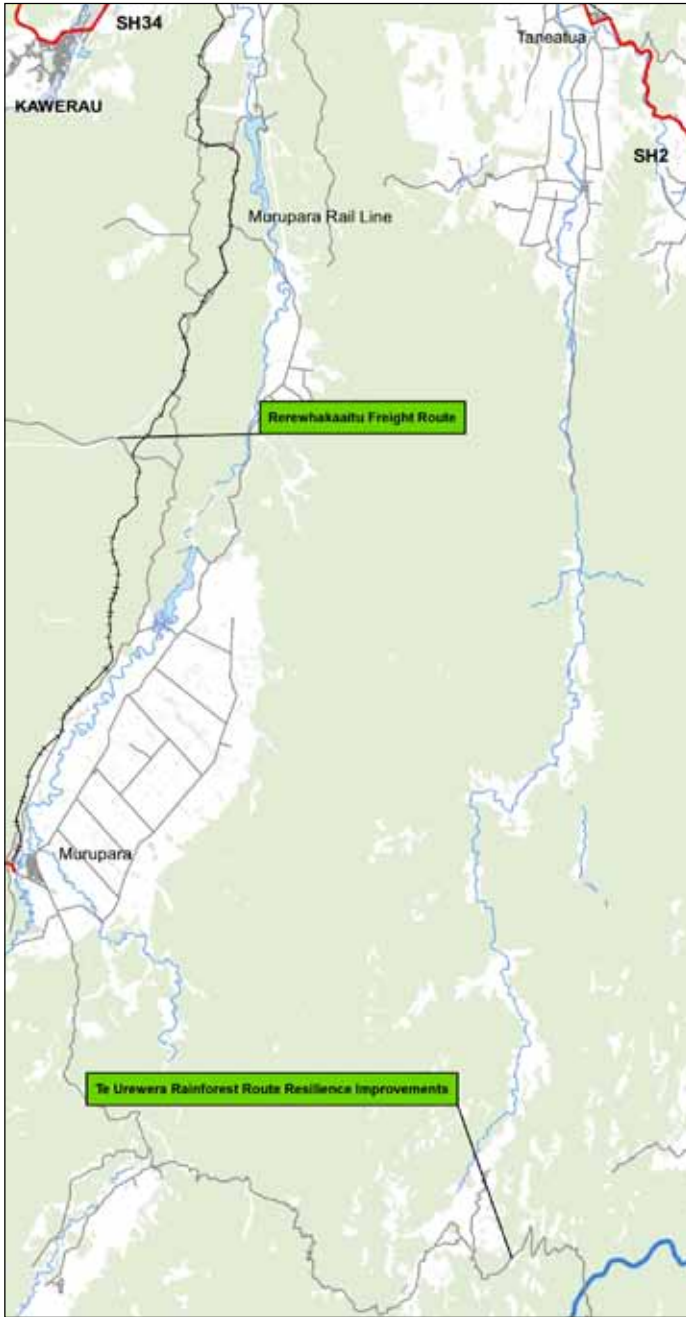 SH34
Taneatua
KAWERAU
SH2
Murupara Rail Line
Rerewhakaaitu Freight Route
Murupara
Te Urewera Rainforest Route Resilience Improvements